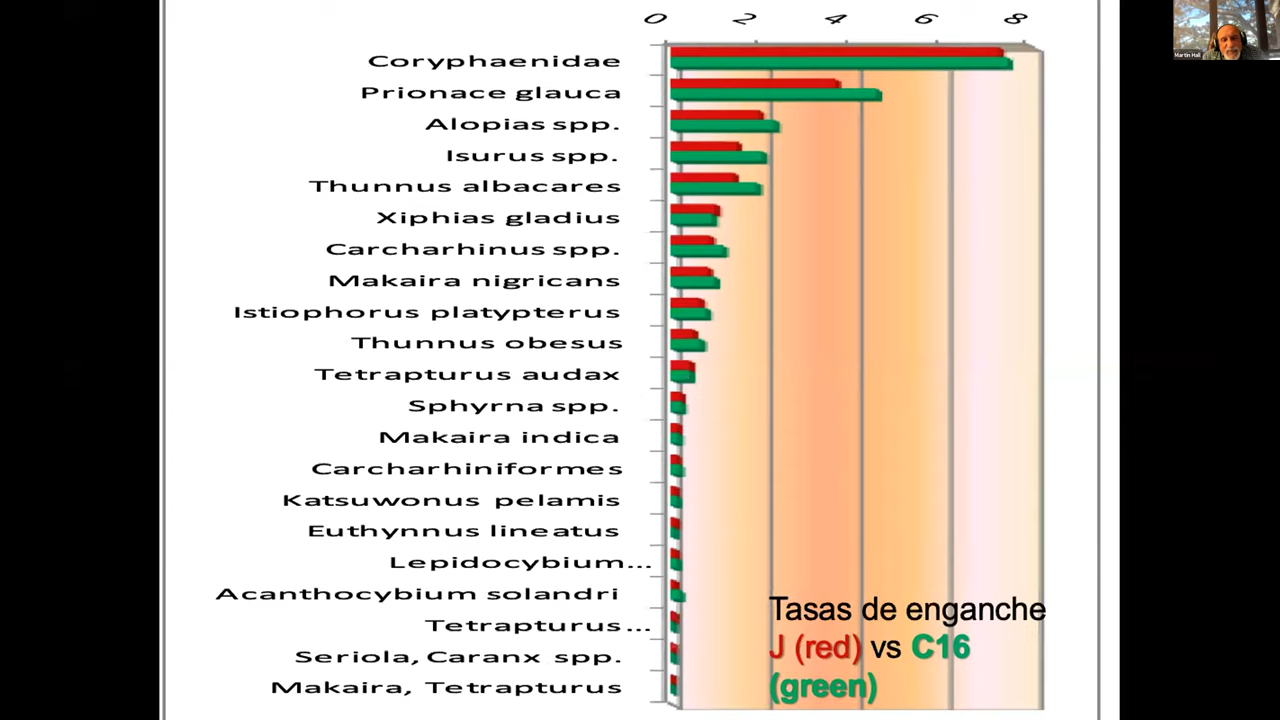 0 2 4 6 8
Martin Hall
Coryphaenidae
Prionace glauca
Alopias spp.
Isurus spp.
Thunnus albacares
Xiphias gladius
Carcharhinus spp.
Makaira nigricans
Istiophorus platypterus
Thunnus obesus
Tetrapturus audax
Sphyrna spp.
Makaira indica
Carcharhiniformes
Katsuwonus pelamis
Euthynnus lineatus
Lepidocybium...
Acanthocybium solandri
Tetrapturus...
Seriola, Caranx spp.
Makaira, Tetrapturus
Tasas de enganche
J (red) vs C16
(green)